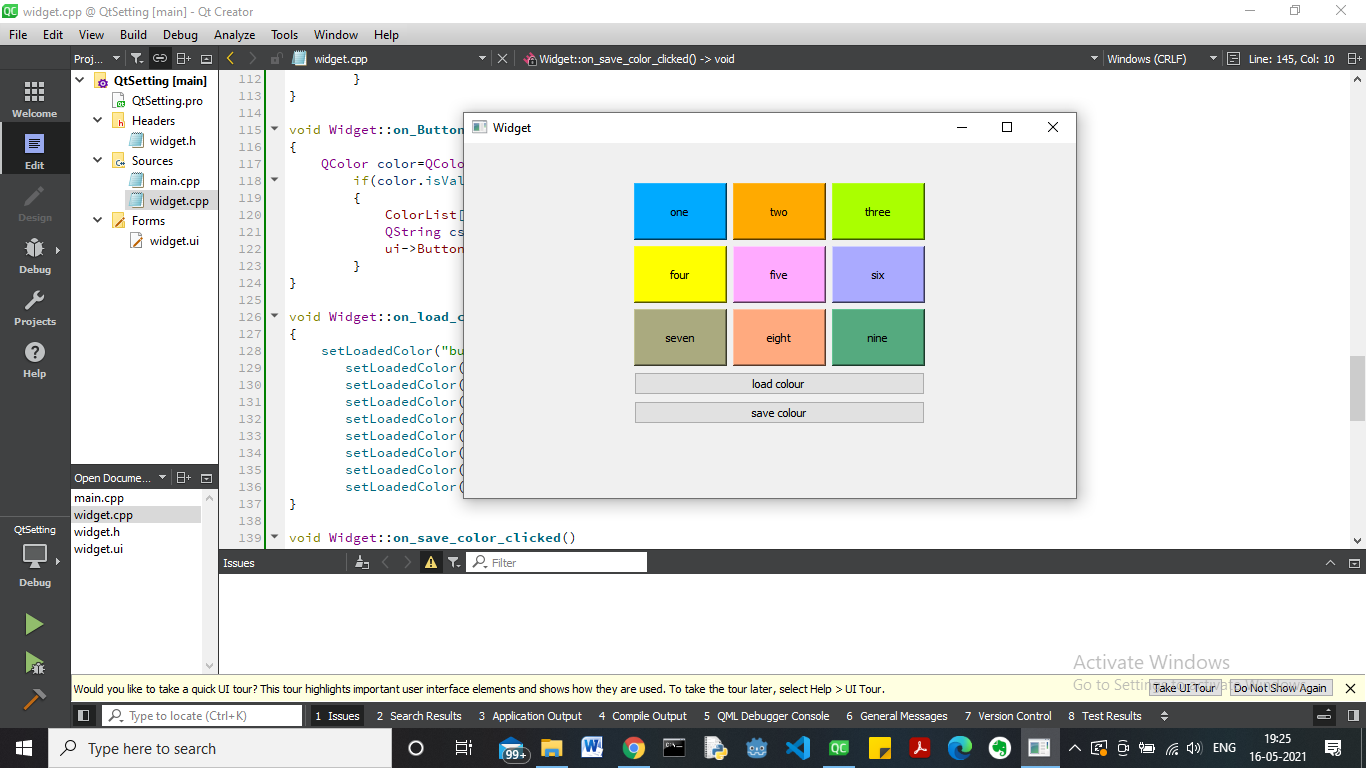 widget.cpp @ QtSetting [main] - Qt Creator
File Edit View Build Debug Analyze Tools Window Help
Proj... widget.cpp Widget::on_save_color_clicked() -> void Windows (CRLF) Line: 145, Col: 10
Welcome
Edit
Design
Debug
Projects
Help
QtSetting
Debug
QtSetting [main]
QtSetting.pro
Headers
widget.h
Sources
main.cpp
widget.cpp
Forms
widget.ui
Open Docume...
main.cpp
widget.cpp
widget.h
widget.ui
112 }
113 }
114
115 void Widget::on_Button
116 {
117 QColor color=QColo
118 if(color.isVal
119 {
120 ColorList[
121 QString cs
122 ui->Button
123 }
124 }
125
126 void Widget::on_load_c
127 {
128 setLoadedColor("bu
129 setLoadedColor(
130 setLoadedColor(
131 setLoadedColor(
132 setLoadedColor(
133 setLoadedColor(
134 setLoadedColor(
135 setLoadedColor(
136 setLoadedColor(
137 }
138
139 void Widget::on_save_color_clicked()
Widget
one two three
four five six
seven eight nine
load colour
save colour
Issues Filter
Activate Windows
Go to Settings to activate Windows.
Would you like to take a quick UI tour? This tour highlights important user interface elements and shows how they are used. To take the tour later, select Help > UI Tour. Take UI Tour Do Not Show Again
Type to locate (Ctrl+K) 1 Issues 2 Search Results 3 Application Output 4 Compile Output 5 QML Debugger Console 6 General Messages 7 Version Control 8 Test Results
Type here to search 99+ ENG 19:25
16-05-2021